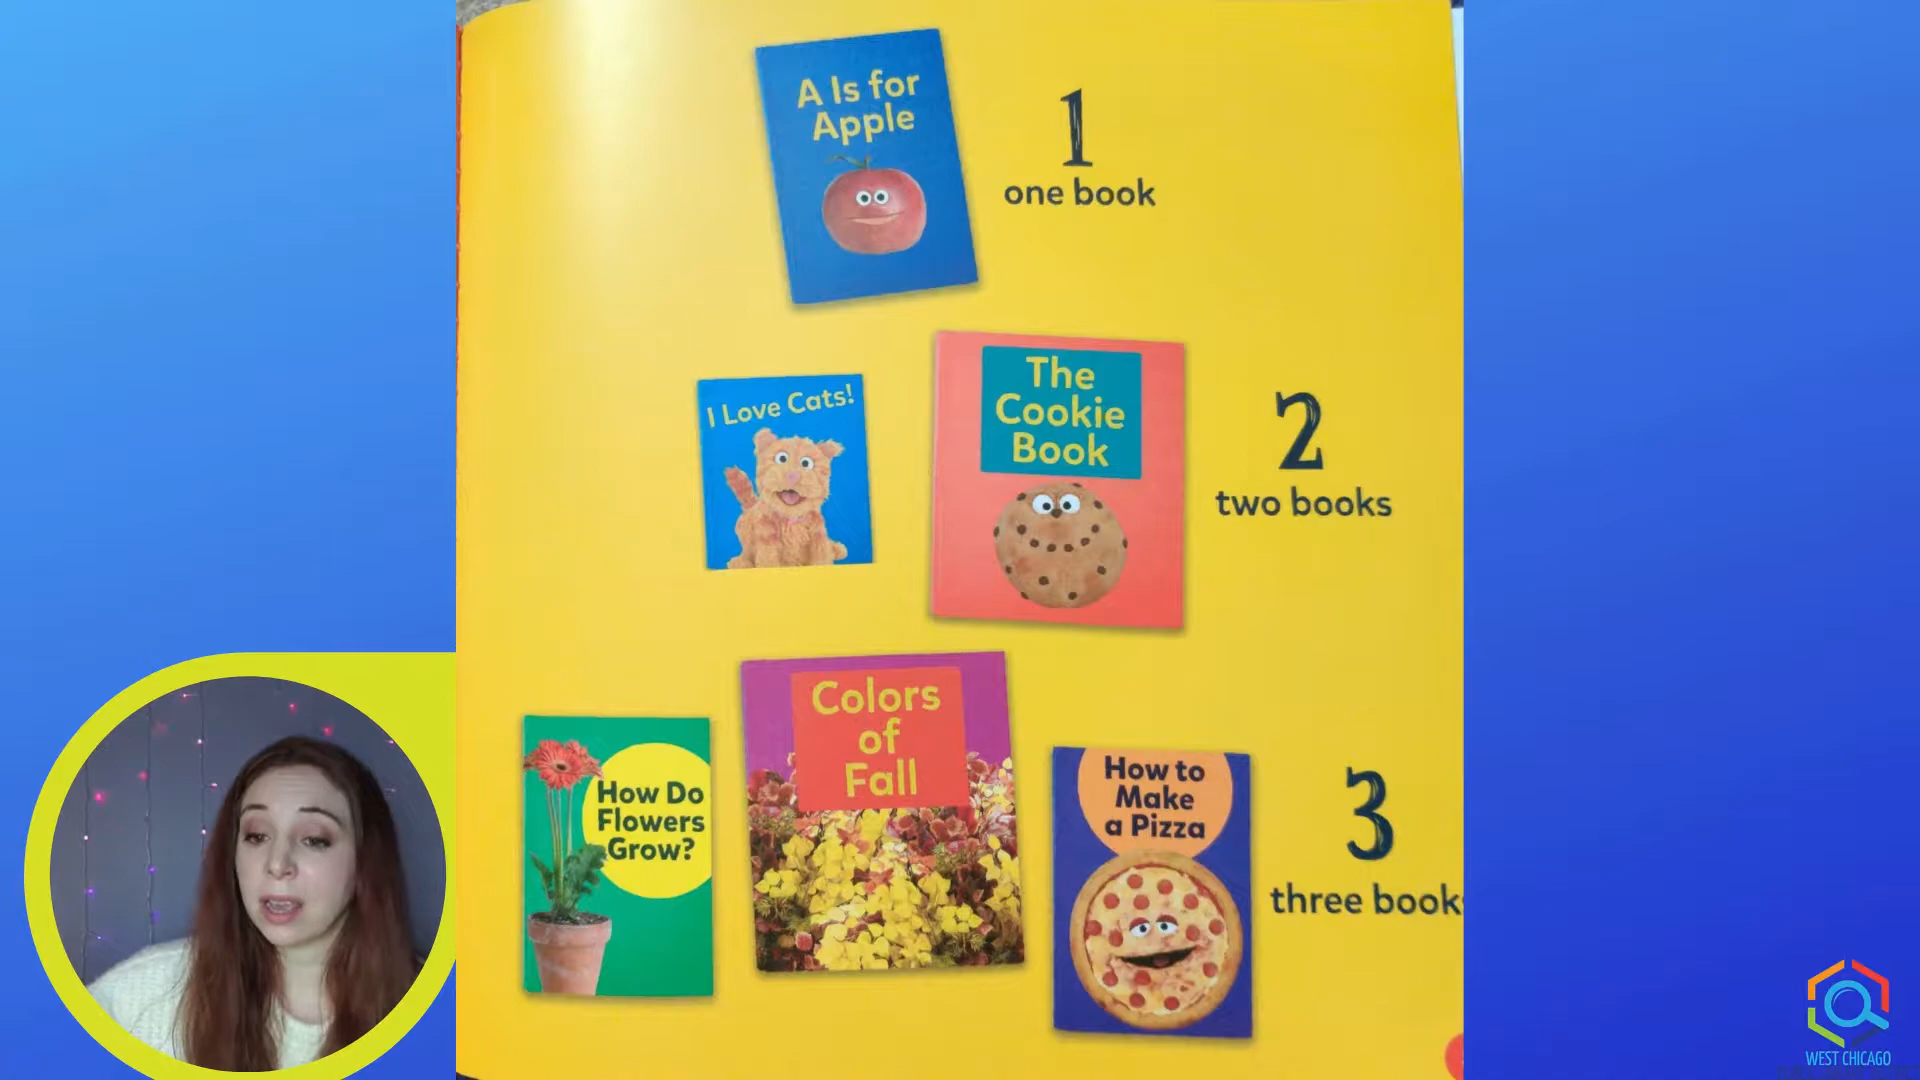 A Is for
Apple
1
one book
I Love Cats!
The
Cookie
Book
2
two books
How Do
Flowers
Grow?
Colors
of
Fall
How to
Make
a Pizza
3
three book
WEST CHICAGO